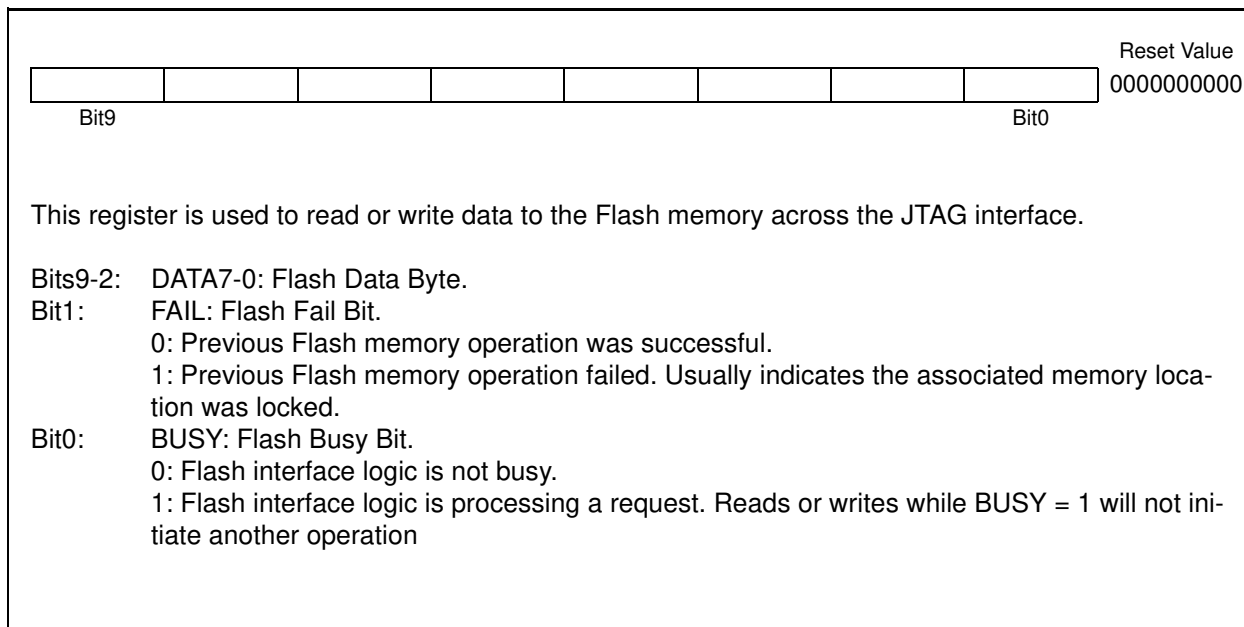 Reset Value
0000000000
Bit9 Bit0
This register is used to read or write data to the Flash memory across the JTAG interface.
Bits9-2: DATA7-0: Flash Data Byte.
Bit1: FAIL: Flash Fail Bit.
0: Previous Flash memory operation was successful.
1: Previous Flash memory operation failed. Usually indicates the associated memory loca-
tion was locked.
Bit0: BUSY: Flash Busy Bit.
0: Flash interface logic is not busy.
1: Flash interface logic is processing a request. Reads or writes while BUSY = 1 will not ini-
tiate another operation